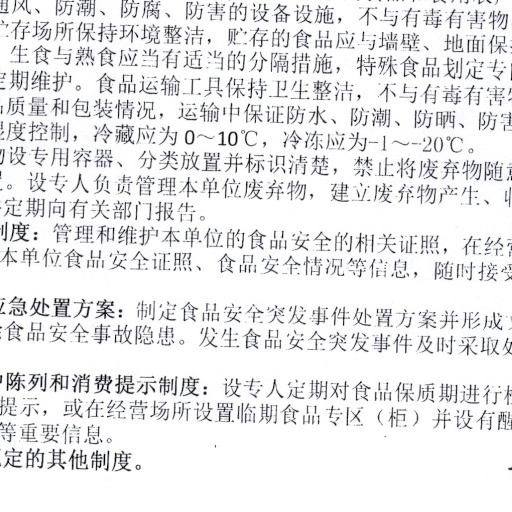 通风、防潮、防腐、防害的设备设施，不与有毒有害物
贮存场所保持环境整洁，贮存的食品应与墙壁、地面保
，生食与熟食应当有适当的分隔措施，特殊食品划定专
定期维护。食品运输工具保持卫生整洁，不与有毒有害
品质量和包装情况，运输中保证防水、防潮、防晒、防害
湿度控制，冷藏应为 0～10℃，冷冻应为-1～-20℃。
物设专用容器、分类放置并标识清楚，禁止将废弃物随意
。设专人负责管理本单位废弃物，建立废弃物产生、
定期向有关部门报告。
制度：管理和维护本单位的食品安全的相关证照，在经营
本单位食品安全证照、食品安全情况等信息，随时接受
应急处置方案：制定食品安全突发事件处置方案并形成
食品安全事故隐患。发生食品安全突发事件及时采取处
陈列和消费提示制度：设专人定期对食品保质期进行检
提示，或在经营场所设置临期食品专区（柜）并设有醒
等重要信息。
定的其他制度。